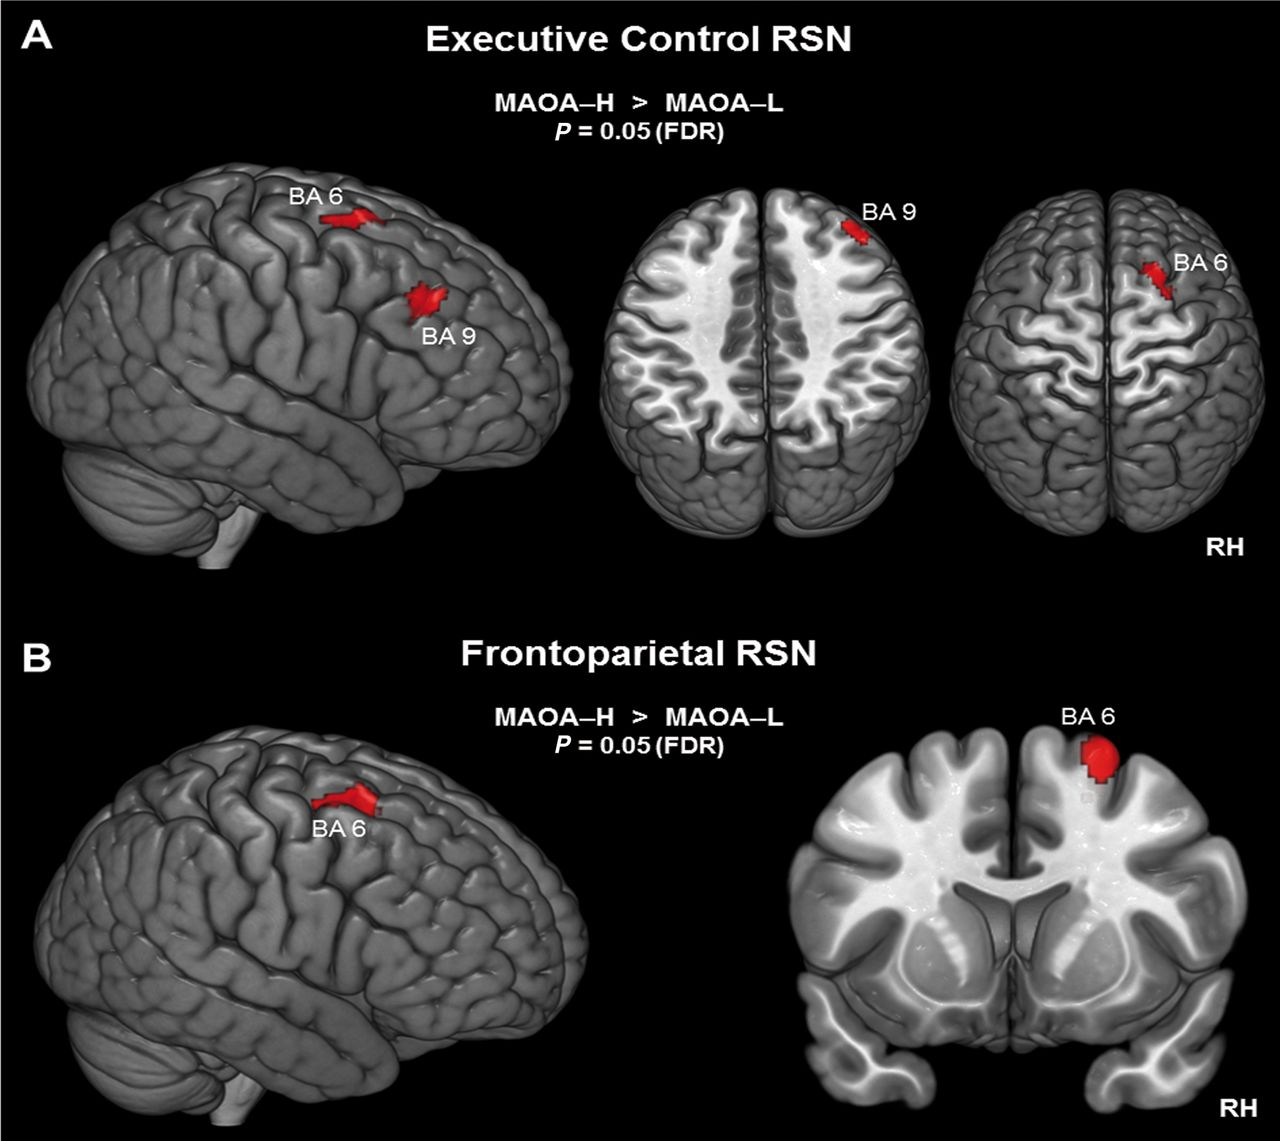 A
Executive Control RSN
MAOA–H > MAOA–L
P = 0.05 (FDR)
BA 6
BA 9
BA 9
BA 6
RH
B
Frontoparietal RSN
MAOA–H > MAOA–L
P = 0.05 (FDR)
BA 6
BA 6
RH